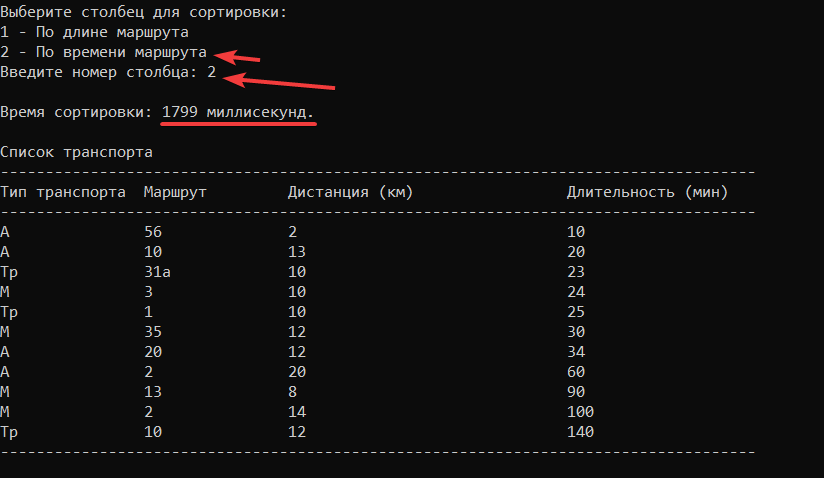 Выберите столбец для сортировки:
1 - По длине маршрута
2 - По времени маршрута
Введите номер столбца: 2
Время сортировки: 1799 миллисекунд.
Список транспорта
------------------------------------------------------------------------------------
Тип транспорта Маршрут Дистанция (км) Длительность (мин)
------------------------------------------------------------------------------------
А 56 2 10
А 10 13 20
Тр 31а 10 23
М 3 10 24
Тр 1 10 25
М 35 12 30
А 20 12 34
А 2 20 60
М 13 8 90
М 2 14 100
Тр 10 12 140
------------------------------------------------------------------------------------